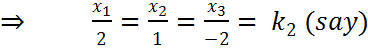 ⇒ x₁/2 = x₂/1 = x₃/−2 = k₂ (say)